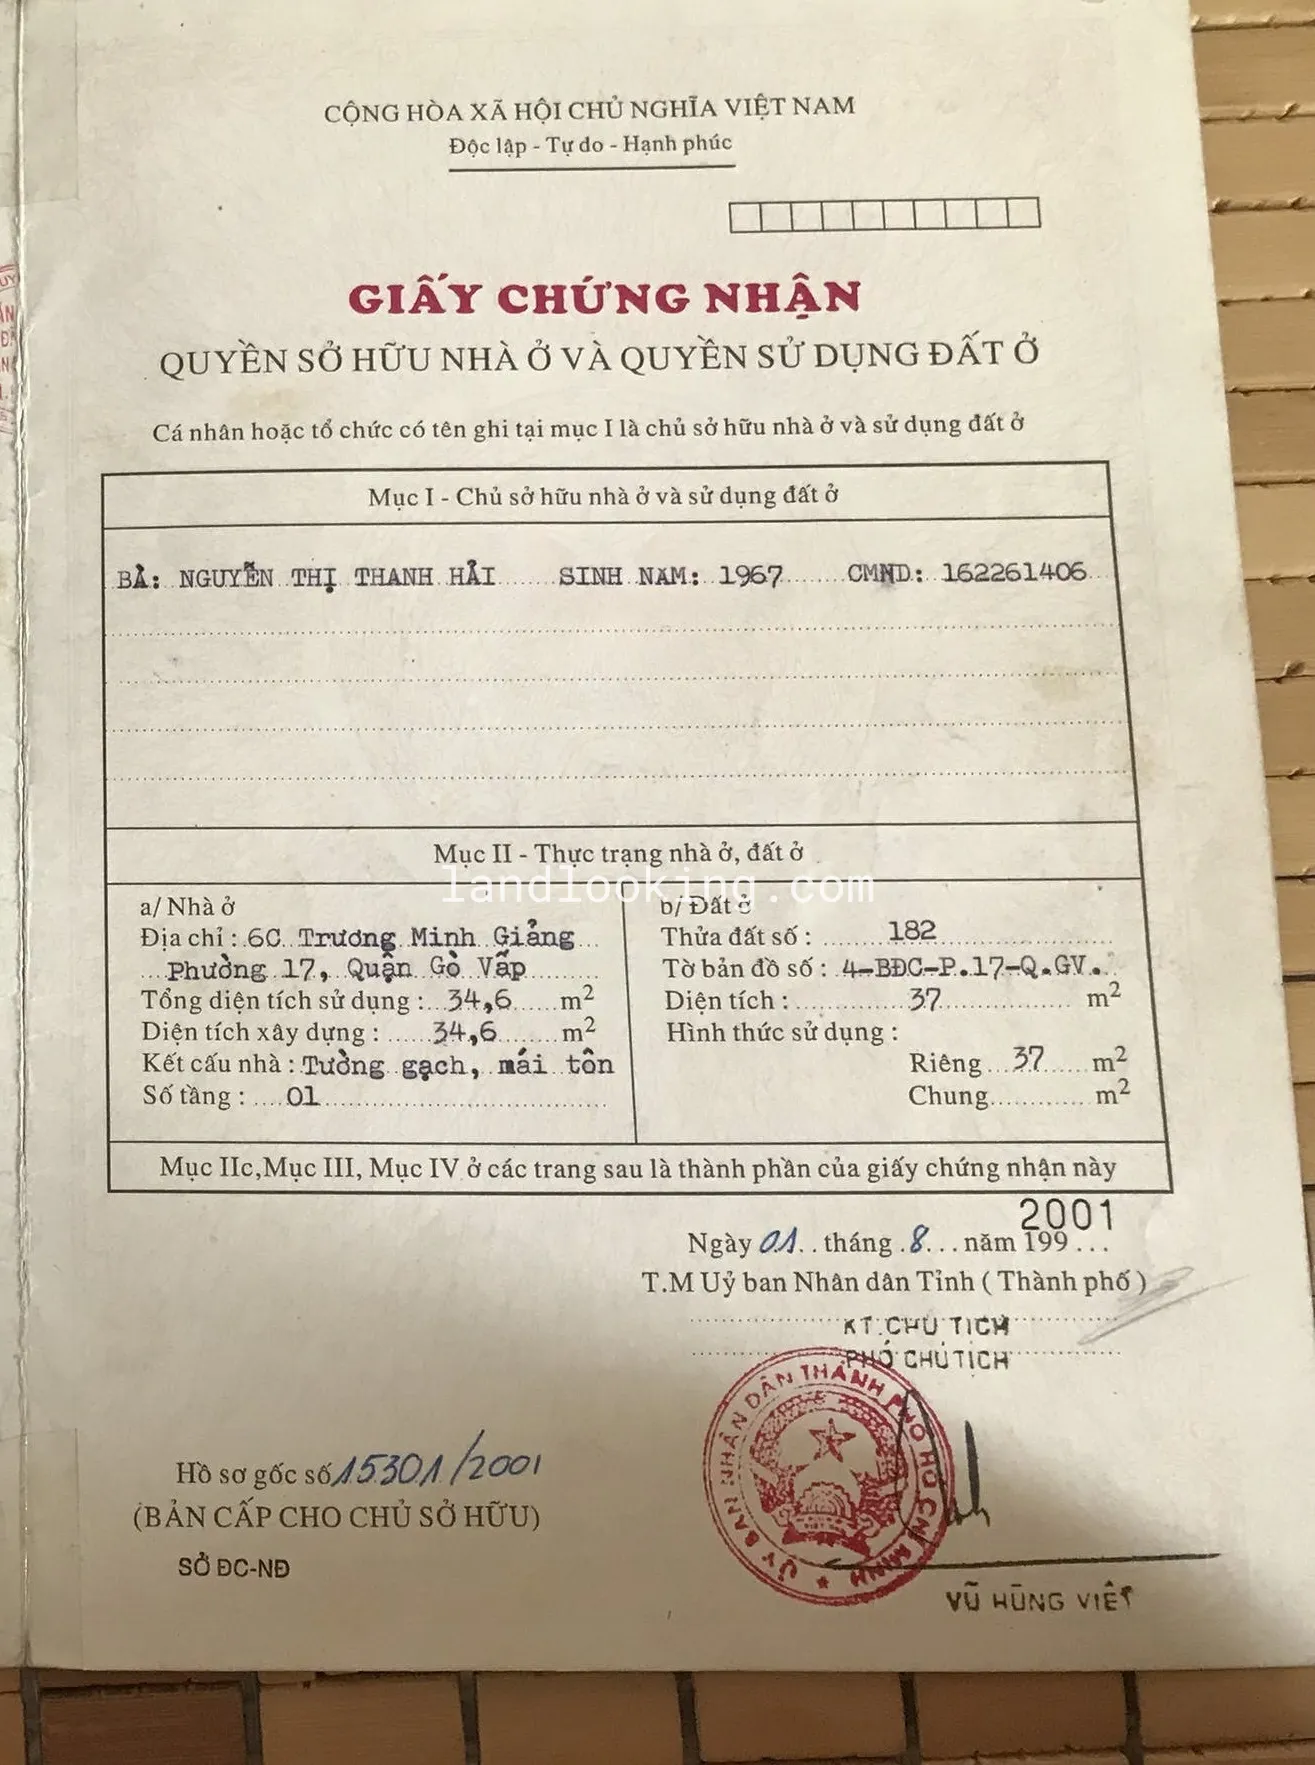 CỘNG HÒA XÃ HỘI CHỦ NGHĨA VIỆT NAM
Độc lập - Tự do - Hạnh phúc
GIẤY CHỨNG NHẬN
QUYỀN SỞ HỮU NHÀ Ở VÀ QUYỀN SỬ DỤNG ĐẤT Ở
Cá nhân hoặc tổ chức có tên ghi tại mục I là chủ sở hữu nhà ở và sử dụng đất ở
Mục I - Chủ sở hữu nhà ở và sử dụng đất ở
BÀ: NGUYỄN THỊ THANH HẢI SINH NĂM: 1967 CMND: 162261406
Mục II - Thực trạng nhà ở, đất ở
landlooking.com
a/ Nhà ở
Địa chỉ : 6C Trương Minh Giảng
Phường 17, Quận Gò Vấp
Tổng diện tích sử dụng : 34,6 m²
Diện tích xây dựng : 34,6 m²
Kết cấu nhà : Tường gạch, mái tôn
Số tầng : 01
b/ Đất ở
Thửa đất số : 182
Tờ bản đồ số : 4-BĐC-P.17-Q.GV.
Diện tích : 37 m²
Hình thức sử dụng :
Riêng 37 m²
Chung m²
Mục IIc, Mục III, Mục IV ở các trang sau là thành phần của giấy chứng nhận này
2001
Ngày 01 tháng 8 năm 199
T.M Uỷ ban Nhân dân Tỉnh ( Thành phố )
KT.CHỦ TỊCH
PHÓ CHỦ TỊCH
ỦY BAN NHÂN DÂN THÀNH PHỐ HỒ CHÍ MINH
Hồ sơ gốc số 15301/2001
(BẢN CẤP CHO CHỦ SỞ HỮU)
SỞ ĐC-NĐ
VŨ HÙNG VIỆT